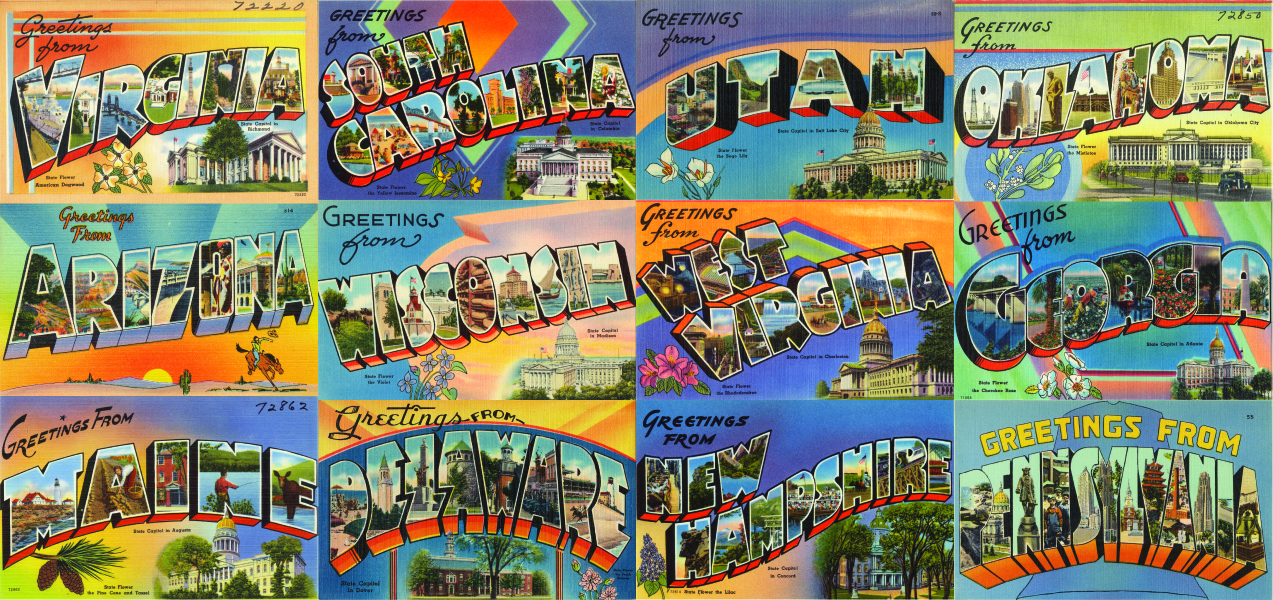 72220
Greetings
from
VIRGINIA
State Capitol in
Richmond
State Flower
American Dogwood
GREETINGS
from
SOUTH
CAROLINA
State Capitol
in Columbia
State Flower
the Yellow Jessamine
GREETINGS
from
UTAH
State Capitol in Salt Lake City
State Flower
the Sego Lily
72850
GREETINGS
from
OKLAHOMA
State Capitol in Oklahoma City
State Flower
the Mistletoe
Greetings
From
ARIZONA
GREETINGS
from
WISCONSIN
State Capitol
in Madison
State Flower
the Violet
GREETINGS
from
WEST
VIRGINIA
State Capitol in Charleston
State Flower
the Rhododendron
GREETINGS
from
GEORGIA
State Capitol in Atlanta
State Flower
the Cherokee Rose
72862
GREETINGS FROM
MAINE
State Capitol in Augusta
State Flower
the Pine Cone and Tassel
Greetings FROM
DELAWARE
State Capitol
in Dover
GREETINGS
FROM
NEW
HAMPSHIRE
State Capitol
in Concord
State Flower the Lilac
55
GREETINGS FROM
PENNSYLVANIA